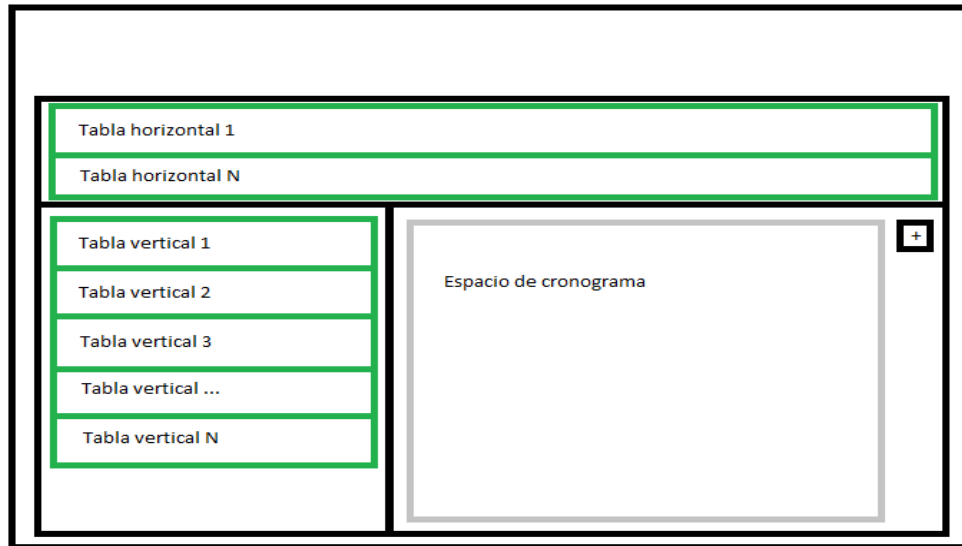 Tabla horizontal 1
Tabla horizontal N
Tabla vertical 1
+
Tabla vertical 2
Espacio de cronograma
Tabla vertical 3
Tabla vertical ...
Tabla vertical N